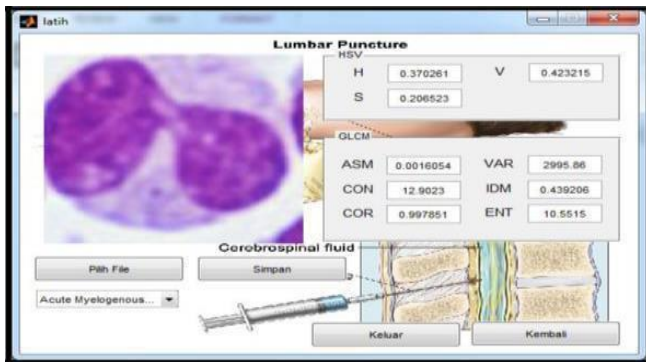 latih
Lumbar Puncture
HSV
H 0.370261 V 0.423215
S 0.206523
GLCM
ASM 0.0016054 VAR 2995.86
CON 12.9023 IDM 0.439206
COR 0.997851 ENT 10.5515
Cerebrospinal fluid
Pilih File Simpan
Acute Myelogenous...
Keluar Kembali